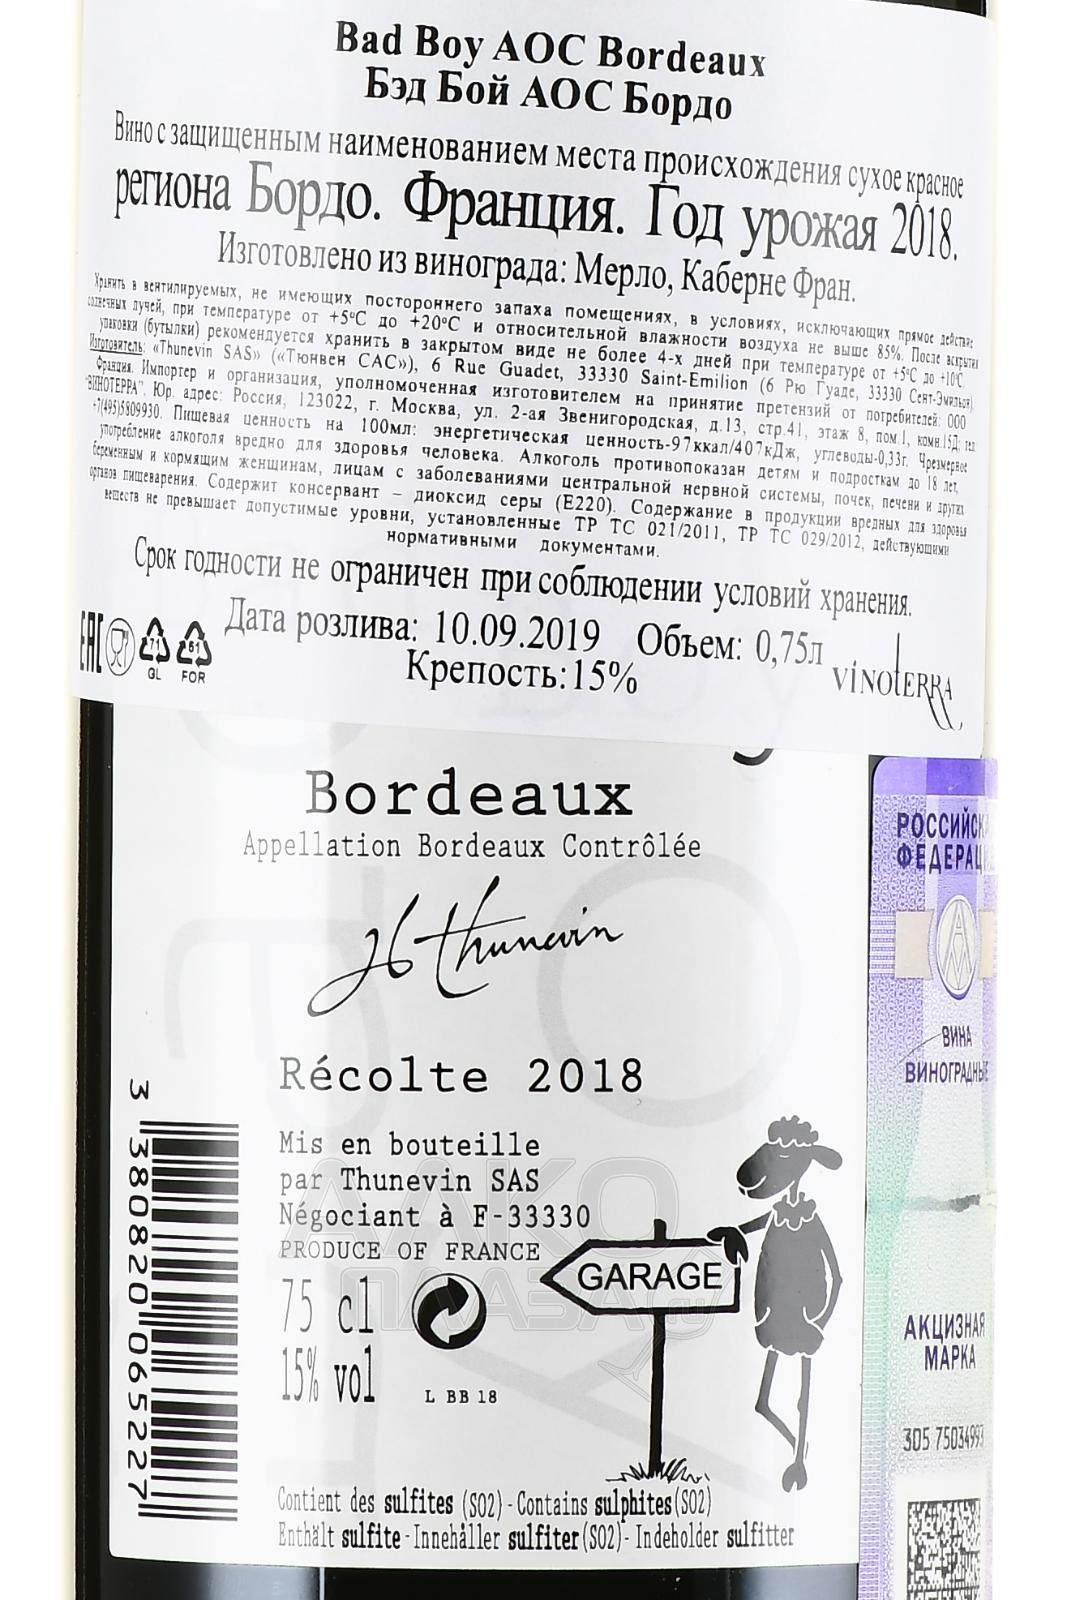 Bad Boy AOC Bordeaux
Бэд Бой АОС Бордо
Вино с защищенным наименованием места происхождения сухое красное
региона Бордо. Франция. Год урожая 2018.
Изготовлено из винограда: Мерло, Каберне Фран.
Хранить в вентилируемых, не имеющих постороннего запаха помещениях, в условиях, исключающих прямое действие
солнечных лучей, при температуре от +5°С до +20°С и относительной влажности воздуха не выше 85%. После вскрытия
упаковки (бутылки) рекомендуется хранить в закрытом виде не более 4-х дней при температуре от +5°С до +10°С.
Изготовитель: «Thunevin SAS» («Тюнвен САС»), 6 Rue Guadet, 33330 Saint-Emilion (6 Рю Гуаде, 33330 Сент-Эмильон),
Франция. Импортер и организация, уполномоченная изготовителем на принятие претензий от потребителей: ООО
"ВИНОТЕРРА". Юр. адрес: Россия, 123022, г. Москва, ул. 2-ая Звенигородская, д.13, стр.41, этаж 8, пом.I, комн.15Д; тел.
+7(495)5809930. Пищевая ценность на 100мл: энергетическая ценность-97ккал/407кДж, углеводы-0,33г. Чрезмерное
употребление алкоголя вредно для здоровья человека. Алкоголь противопоказан детям и подросткам до 18 лет,
беременным и кормящим женщинам, лицам с заболеваниями центральной нервной системы, почек, печени и других
органов пищеварения. Содержит консервант – диоксид серы (Е220). Содержание в продукции вредных для здоровья
веществ не превышает допустимые уровни, установленные ТР ТС 021/2011, ТР ТС 029/2012, действующими
нормативными документами.
Срок годности не ограничен при соблюдении условий хранения.
Дата розлива: 10.09.2019 Объем: 0,75л
Крепость:15%
EAC
71
GL
61
FOR
VINOTERRA
Bordeaux
Appellation Bordeaux Contrôlée
JL Thunevin
Récolte 2018
Mis en bouteille
par Thunevin SAS
Négociant à F-33330
PRODUCE OF FRANCE
75 cl
15% vol
L BB 18
GARAGE
Contient des sulfites (SO2) - Contains sulphites(SO2)
Enthält sulfite - Innehåller sulfiter(SO2) - Indeholder sulfitter
3 380820 065227
РОССИЙСКА
ФЕДЕРАЦ
ВИНА
ВИНОГРАДНЫЕ
АКЦИЗНАЯ
МАРКА
305 75034993
АЛКО
ПЛАЗА
.ru